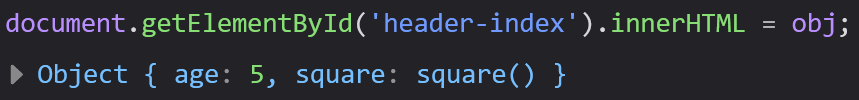 document.getElementById('header-index').innerHTML = obj;
Object { age: 5, square: square() }